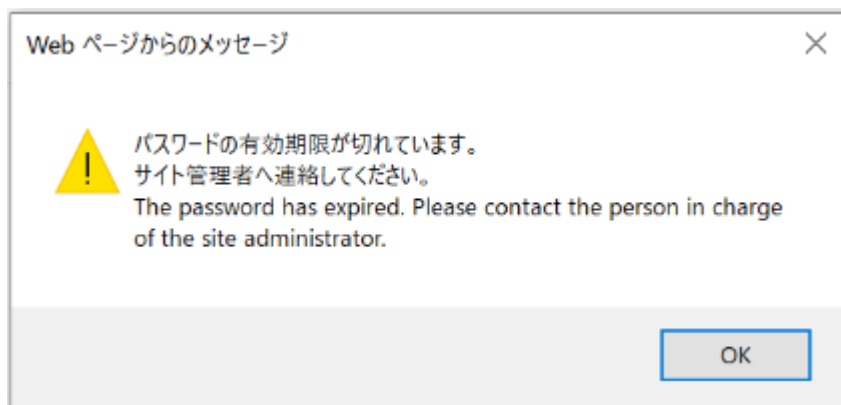 Web ページからのメッセージ
パスワードの有効期限が切れています。
サイト管理者へ連絡してください。
The password has expired. Please contact the person in charge
of the site administrator.
OK